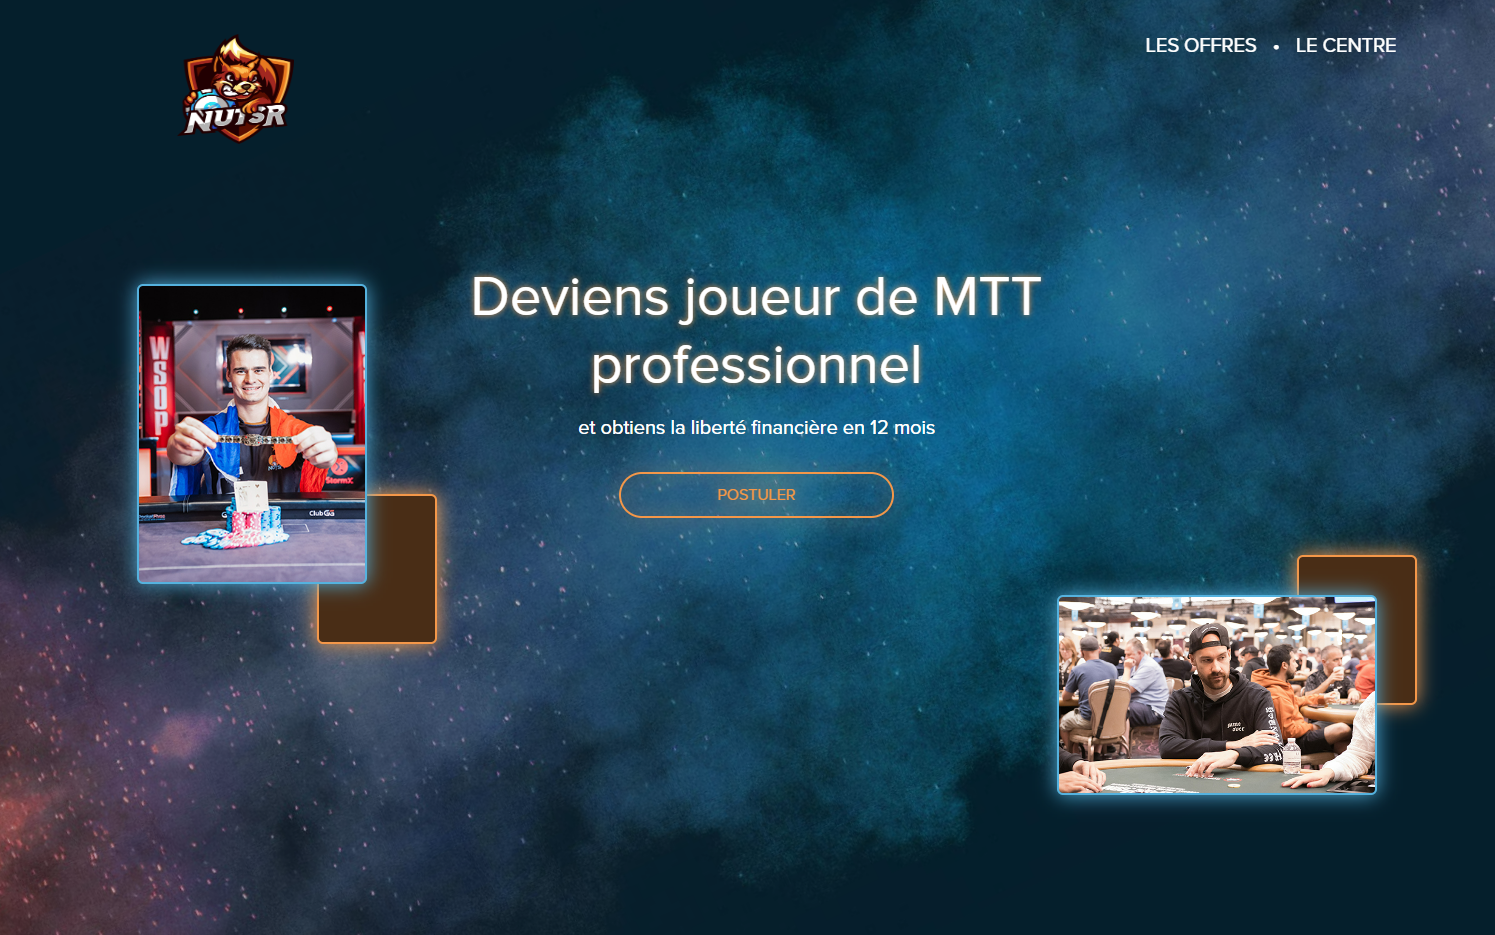 NUTSR
LES OFFRES • LE CENTRE
Deviens joueur de MTT
professionnel
et obtiens la liberté financière en 12 mois
POSTULER
WSOP
StormX
Club GG